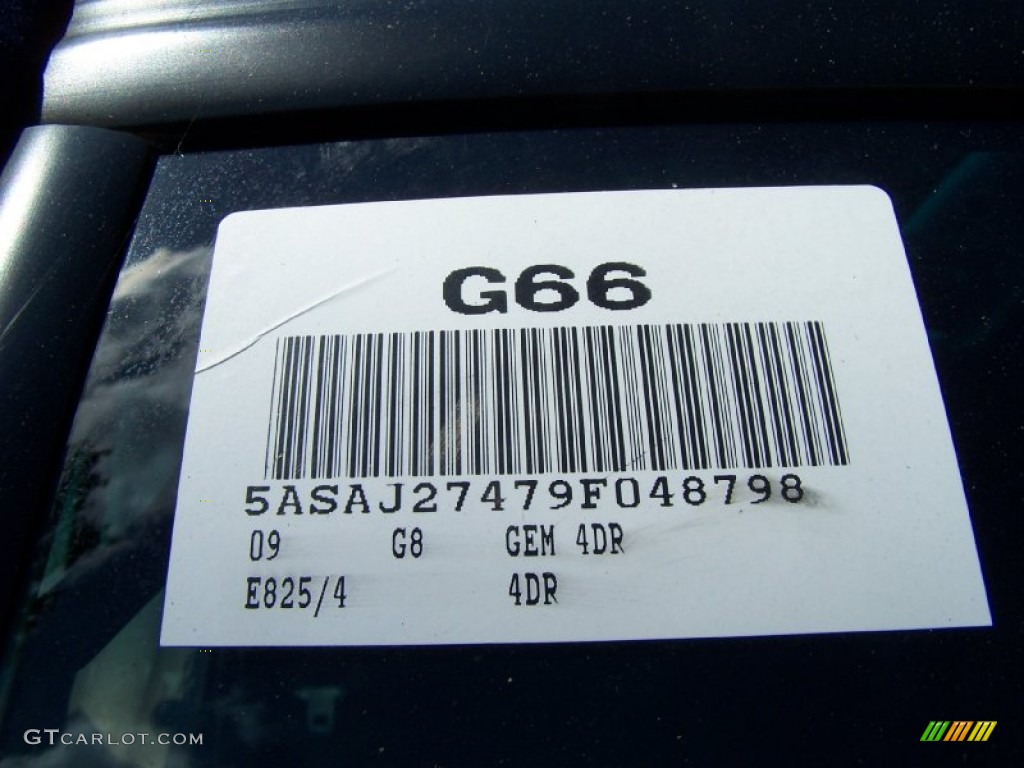 G66
5ASAJ27479F048798
09 G8 GEM 4DR
E825/4 4DR
GTCARLOT.COM